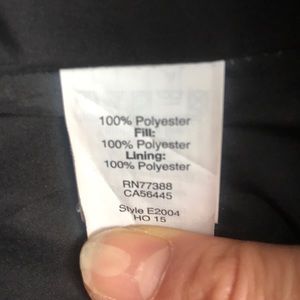 100% Polyester
Fill:
100% Polyester
Lining:
100% Polyester
RN77388
CA56445
Style E2004
HO 15